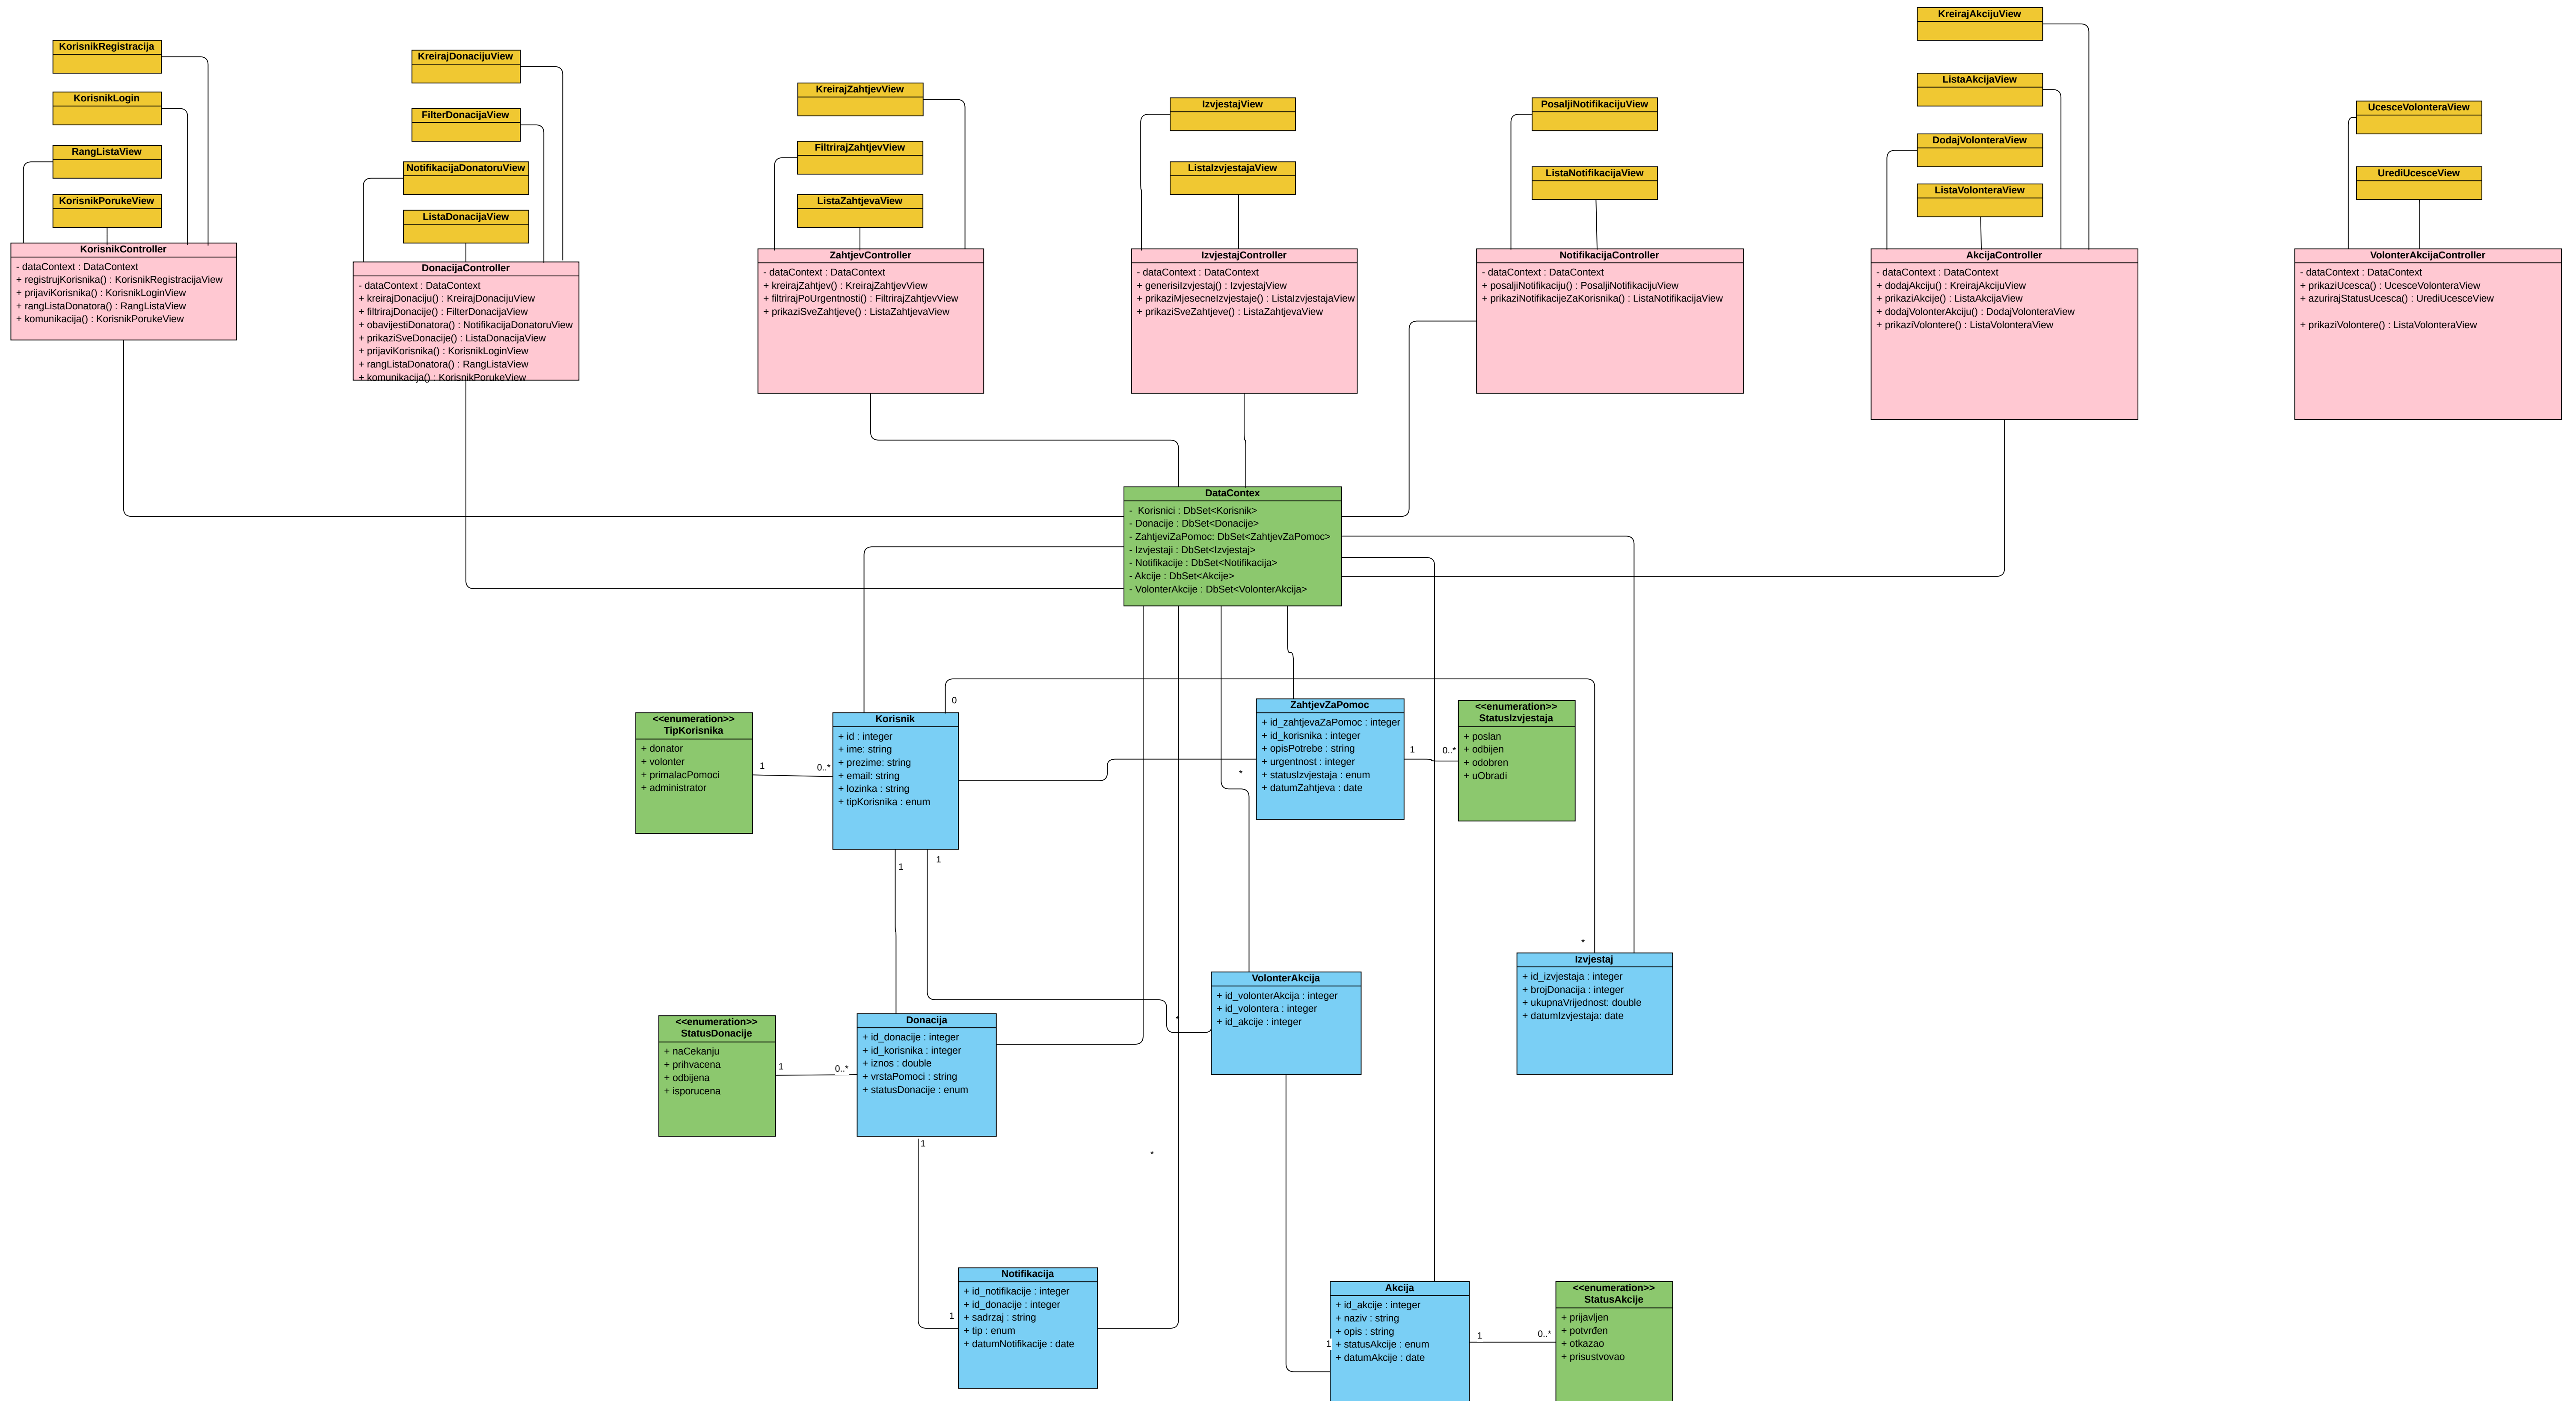 KorisnikRegistracija
KorisnikLogin
RangListaView
KorisnikPorukeView
KorisnikController
- dataContext : DataContext
+ registrujKorisnika() : KorisnikRegistracijaView
+ prijaviKorisnika() : KorisnikLoginView
+ rangListaDonatora() : RangListaView
+ komunikacija() : KorisnikPorukeView
KreirajDonacijuView
FilterDonacijaView
NotifikacijaDonatoruView
ListaDonacijaView
DonacijaController
- dataContext : DataContext
+ kreirajDonaciju() : KreirajDonacijuView
+ filtrirajDonacije() : FilterDonacijaView
+ obavijestiDonatora() : NotifikacijaDonatoruView
+ prikaziSveDonacije() : ListaDonacijaView
+ prijaviKorisnika() : KorisnikLoginView
+ rangListaDonatora() : RangListaView
+ komunikacija() : KorisnikPorukeView
KreirajZahtjevView
FiltrirajZahtjevView
ListaZahtjevaView
ZahtjevController
- dataContext : DataContext
+ kreirajZahtjev() : KreirajZahtjevView
+ filtrirajPoUrgentnosti() : FiltrirajZahtjevView
+ prikaziSveZahtjeve() : ListaZahtjevaView
IzvjestajView
ListaIzvjestajaView
IzvjestajController
- dataContext : DataContext
+ generisiIzvjestaj() : IzvjestajView
+ prikaziMjesecneIzvjestaje() : ListaIzvjestajaView
+ prikaziSveZahtjeve() : ListaZahtjevaView
PosaljiNotifikacijuView
ListaNotifikacijaView
NotifikacijaController
- dataContext : DataContext
+ posaljiNotifikaciju() : PosaljiNotifikacijuView
+ prikaziNotifikacijeZaKorisnika() : ListaNotifikacijaView
KreirajAkcijuView
ListaAkcijaView
DodajVolonteraView
ListaVolonteraView
AkcijaController
- dataContext : DataContext
+ dodajAkciju() : KreirajAkcijuView
+ prikaziAkcije() : ListaAkcijaView
+ dodajVolonterAkciju() : DodajVolonteraView
+ prikaziVolontere() : ListaVolonteraView
UcesceVolonteraView
UrediUcesceView
VolonterAkcijaController
- dataContext : DataContext
+ prikaziUcesca() : UcesceVolonteraView
+ azurirajStatusUcesca() : UrediUcesceView
+ prikaziVolontere() : ListaVolonteraView
DataContex
- Korisnici : DbSet<Korisnik>
- Donacije : DbSet<Donacije>
- ZahtjeviZaPomoc: DbSet<ZahtjevZaPomoc>
- Izvjestaji : DbSet<Izvjestaj>
- Notifikacije : DbSet<Notifikacija>
- Akcije : DbSet<Akcije>
- VolonterAkcije : DbSet<VolonterAkcija>
<<enumeration>>
TipKorisnika
+ donator
+ volonter
+ primalacPomoci
+ administrator
1
0..*
0
Korisnik
+ id : integer
+ ime: string
+ prezime: string
+ email: string
+ lozinka : string
+ tipKorisnika : enum
1
1
*
ZahtjevZaPomoc
+ id_zahtjevaZaPomoc : integer
+ id_korisnika : integer
+ opisPotrebe : string
+ urgentnost : integer
+ statusIzvjestaja : enum
+ datumZahtjeva : date
1
0..*
<<enumeration>>
StatusIzvjestaja
+ poslan
+ odbijen
+ odobren
+ uObradi
*
Izvjestaj
+ id_izvjestaja : integer
+ brojDonacija : integer
+ ukupnaVrijednost: double
+ datumIzvjestaja: date
VolonterAkcija
+ id_volonterAkcija : integer
+ id_volontera : integer
+ id_akcije : integer
*
<<enumeration>>
StatusDonacije
+ naCekanju
+ prihvacena
+ odbijena
+ isporucena
1
0..*
Donacija
+ id_donacije : integer
+ id_korisnika : integer
+ iznos : double
+ vrstaPomoci : string
+ statusDonacije : enum
1
*
1
Notifikacija
+ id_notifikacije : integer
+ id_donacije : integer
+ sadrzaj : string
+ tip : enum
+ datumNotifikacije : date
1
Akcija
+ id_akcije : integer
+ naziv : string
+ opis : string
+ statusAkcije : enum
+ datumAkcije : date
1
0..*
<<enumeration>>
StatusAkcije
+ prijavljen
+ potvrđen
+ otkazao
+ prisustvovao